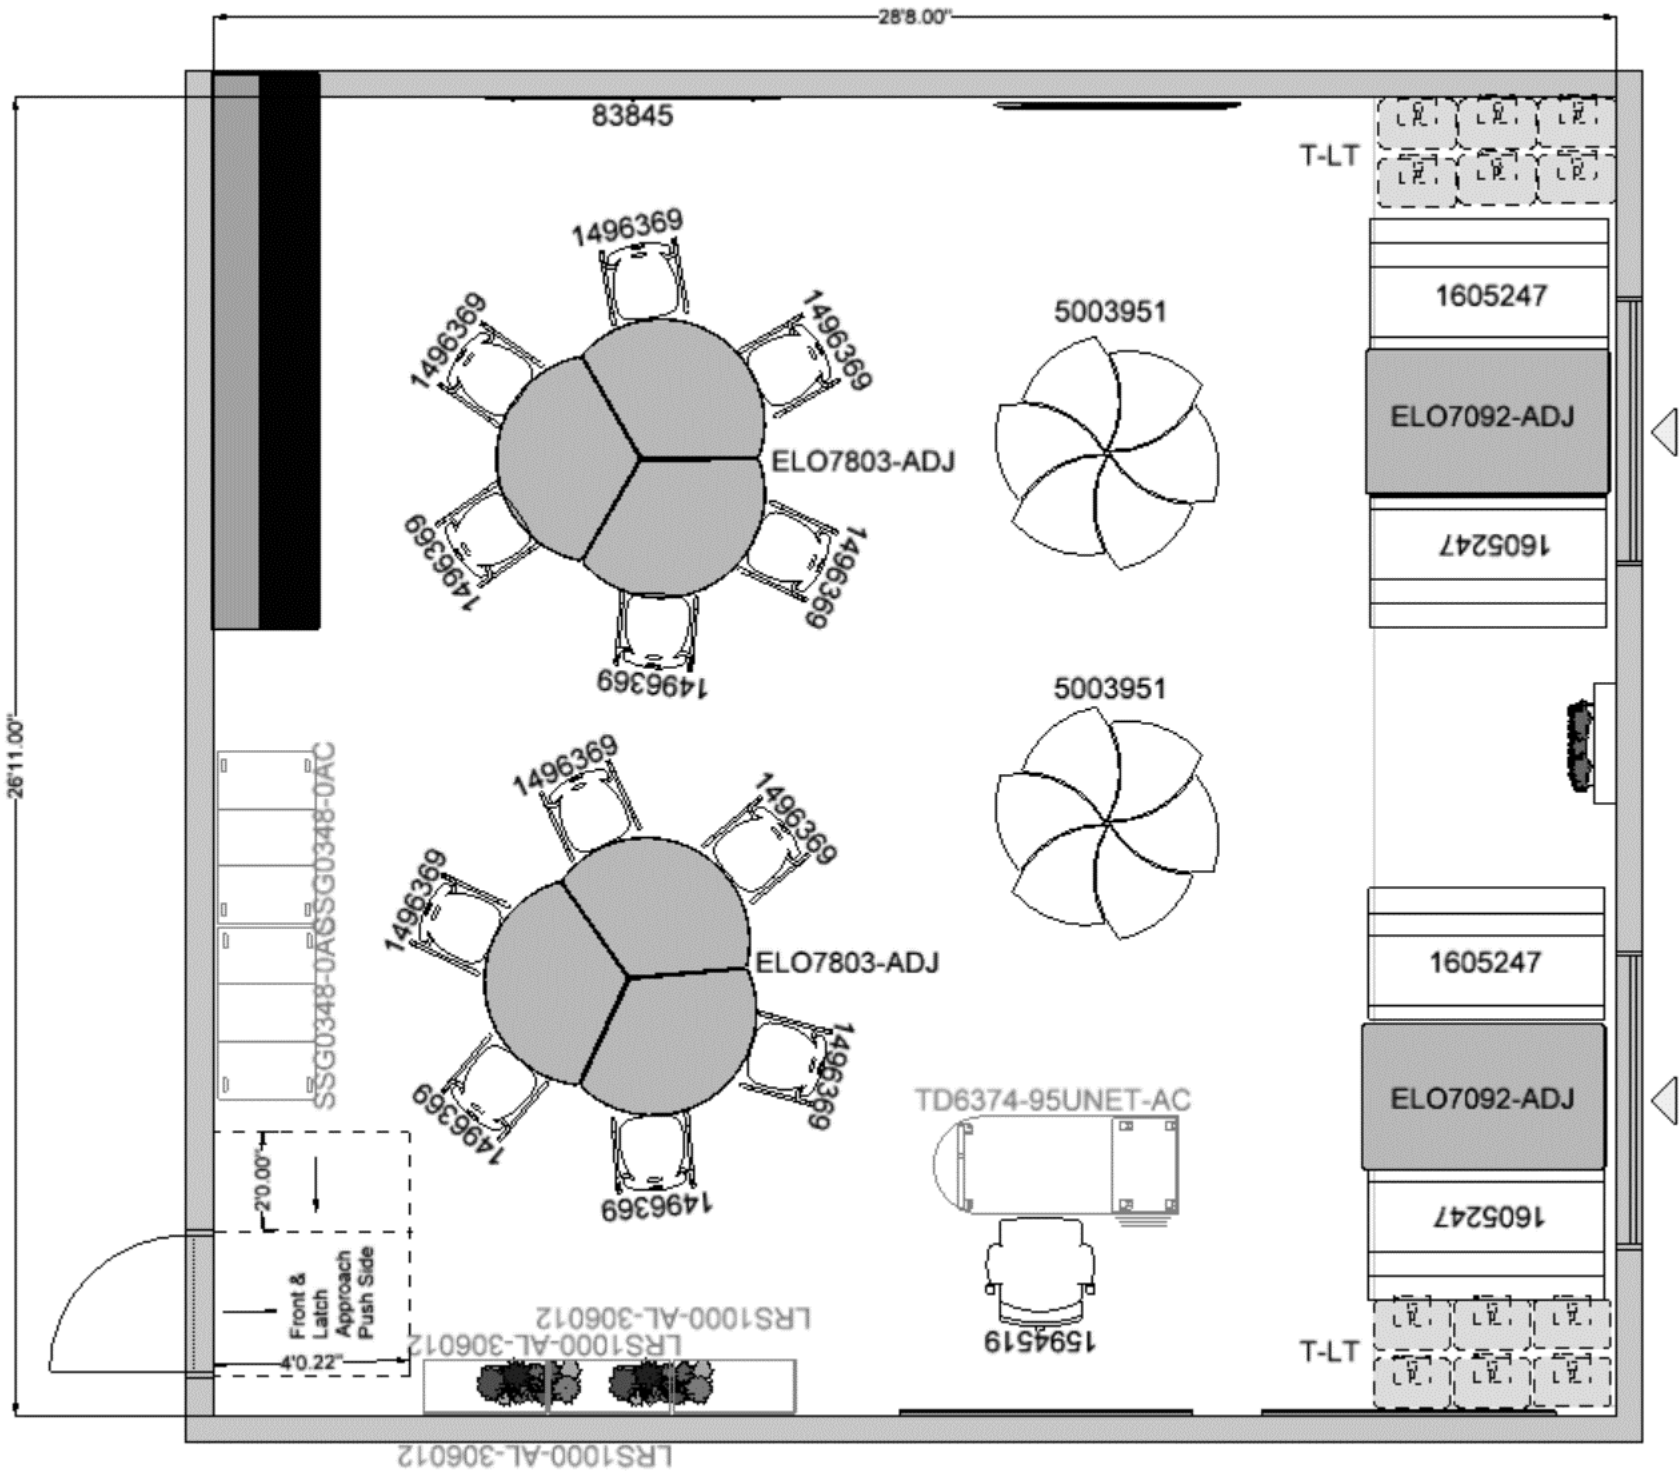 28'8.00"
26'11.00"
83845
T-LT
1496369
1605247
1496369
1496369
5003951
ELO7092-ADJ
ELO7803-ADJ
1496369
1496369
1605247
1496369
5003951
SSG0348-0AC
SSG0348-0AS
1496369
1496369
1496369
ELO7803-ADJ
1605247
1496369
1496369
1496369
TD6374-95UNET-AC
ELO7092-ADJ
2'0.00"
Front &
Latch
Approach
Push Side
4'0.22"
1605247
LRS1000-AL-306012
LRS1000-AL-306012
1594519
T-LT
LRS1000-AL-306012